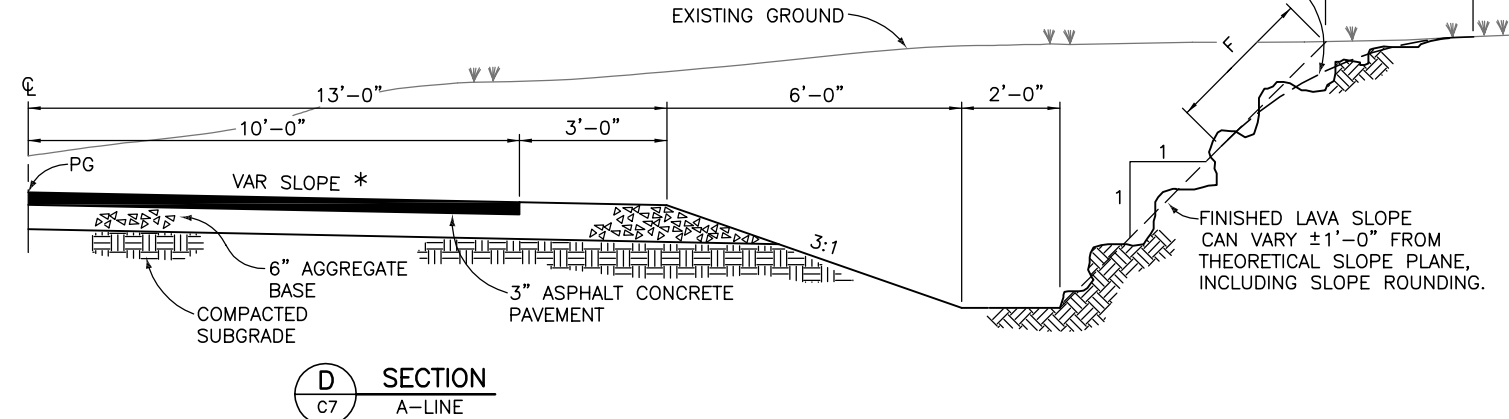 EXISTING GROUND
F
℄
13'-0"
6'-0"
2'-0"
10'-0"
3'-0"
PG
VAR SLOPE *
1
1
3:1
FINISHED LAVA SLOPE
CAN VARY ±1'-0" FROM
THEORETICAL SLOPE PLANE,
INCLUDING SLOPE ROUNDING.
6" AGGREGATE
BASE
3" ASPHALT CONCRETE
PAVEMENT
COMPACTED
SUBGRADE
D
C7
SECTION
A-LINE